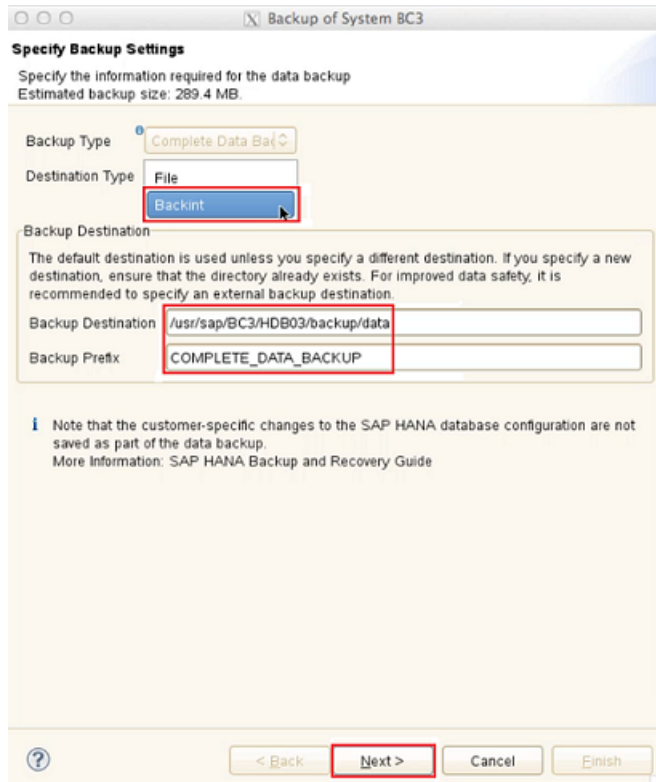 Backup of System BC3
Specify Backup Settings
Specify the information required for the data backup
Estimated backup size: 289.4 MB.
Backup Type Complete Data Bac
Destination Type File
Backint
Backup Destination
The default destination is used unless you specify a different destination. If you specify a new
destination, ensure that the directory already exists. For improved data safety, it is
recommended to specify an external backup destination.
Backup Destination /usr/sap/BC3/HDB03/backup/data
Backup Prefix COMPLETE_DATA_BACKUP
i Note that the customer-specific changes to the SAP HANA database configuration are not
saved as part of the data backup.
More Information: SAP HANA Backup and Recovery Guide
? < Back Next > Cancel Finish